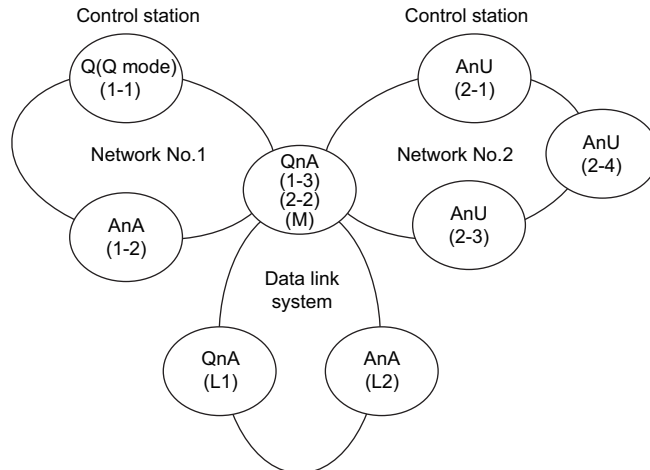 Control station
Control station
Q(Q mode)
(1-1)
AnU
(2-1)
Network No.1
QnA
(1-3)
(2-2)
(M)
Network No.2
AnU
(2-4)
AnA
(1-2)
AnU
(2-3)
Data link
system
QnA
(L1)
AnA
(L2)